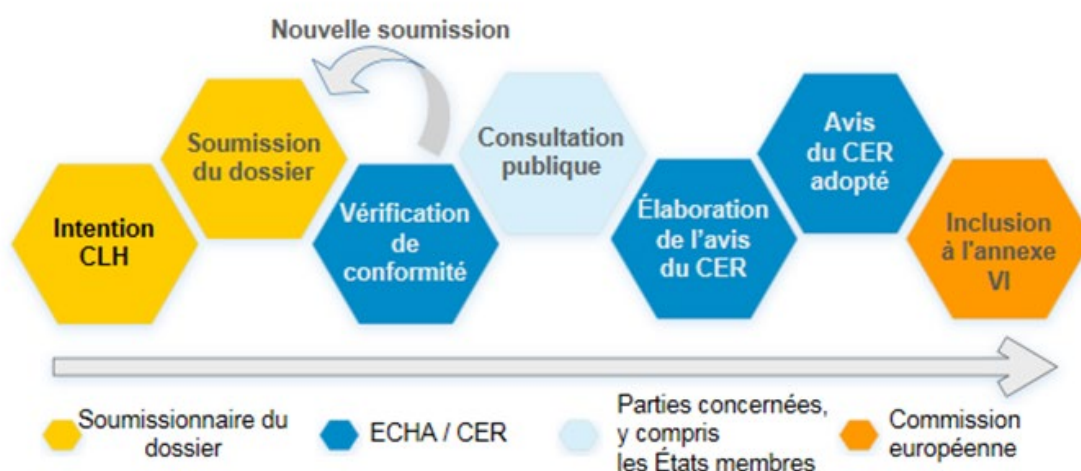 Nouvelle soumission
Intention
CLH
Soumission
du dossier
Vérification
de
conformité
Consultation
publique
Élaboration
de l'avis
du CER
Avis
du CER
adopté
Inclusion
à l'annexe
VI
Soumissionnaire du
dossier
ECHA / CER
Parties concernées,
y compris
les États membres
Commission
européenne